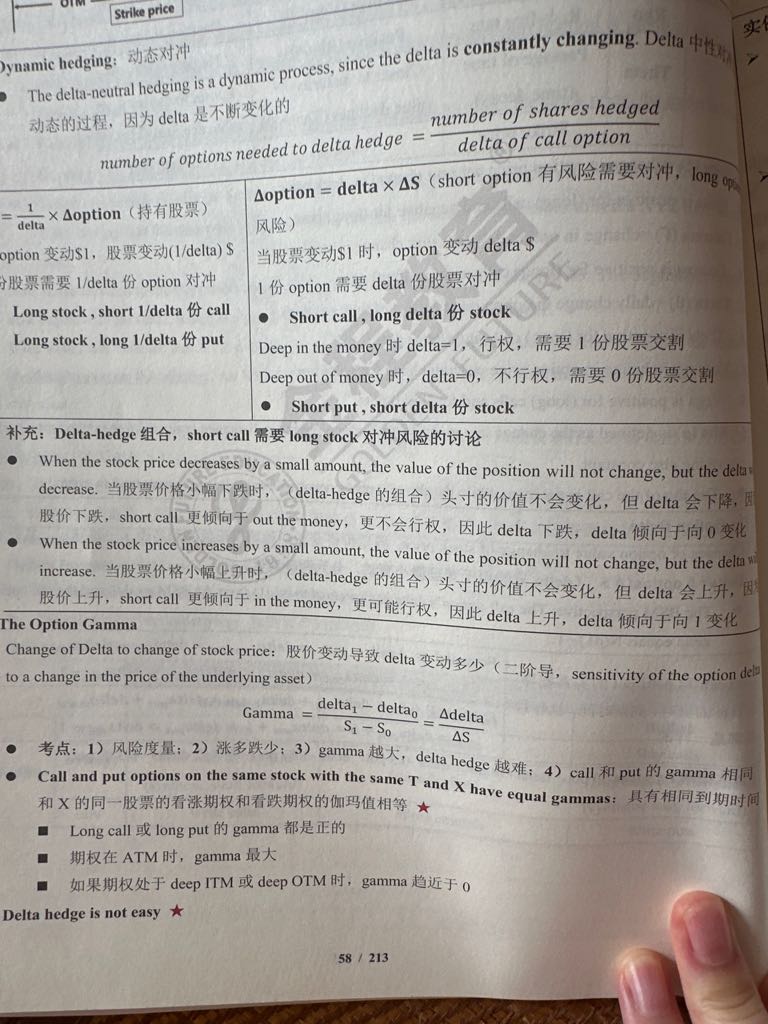 OTM
Strike price
Dynamic hedging：动态对冲
● The delta-neutral hedging is a dynamic process, since the delta is constantly changing. Delta 中性对
动态的过程，因为 delta 是不断变化的
number of options needed to delta hedge = number of shares hedged / delta of call option
= 1/delta × Δoption（持有股票）
option 变动$1，股票变动(1/delta) $
份股票需要 1/delta 份 option 对冲
Long stock , short 1/delta 份 call
Long stock , long 1/delta 份 put
Δoption = delta × ΔS（short option 有风险需要对冲，long
风险）
当股票变动$1 时，option 变动 delta $
1 份 option 需要 delta 份股票对冲
● Short call , long delta 份 stock
Deep in the money 时 delta=1，行权，需要 1 份股票交割
Deep out of money 时，delta=0，不行权，需要 0 份股票交割
● Short put , short delta 份 stock
补充：Delta-hedge 组合，short call 需要 long stock 对冲风险的讨论
● When the stock price decreases by a small amount, the value of the position will not change, but the delta
decrease. 当股票价格小幅下跌时，（delta-hedge 的组合）头寸的价值不会变化，但 delta 会下降，因
股价下跌，short call 更倾向于 out the money，更不会行权，因此 delta 下跌，delta 倾向于向 0 变化
● When the stock price increases by a small amount, the value of the position will not change, but the delta
increase. 当股票价格小幅上升时，（delta-hedge 的组合）头寸的价值不会变化，但 delta 会上升，因
股价上升，short call 更倾向于 in the money，更可能行权，因此 delta 上升，delta 倾向于向 1 变化
The Option Gamma
Change of Delta to change of stock price：股价变动导致 delta 变动多少（二阶导，sensitivity of the option delta
to a change in the price of the underlying asset）
Gamma = (delta₁ − delta₀)/(S₁ − S₀) = Δdelta/ΔS
● 考点：1）风险度量；2）涨多跌少；3）gamma 越大，delta hedge 越难；4）call 和 put 的 gamma 相同
● Call and put options on the same stock with the same T and X have equal gammas：具有相同到期时间
和 X 的同一股票的看涨期权和看跌期权的伽玛值相等 ★
■ Long call 或 long put 的 gamma 都是正的
■ 期权在 ATM 时，gamma 最大
■ 如果期权处于 deep ITM 或 deep OTM 时，gamma 趋近于 0
Delta hedge is not easy ★
58 / 213